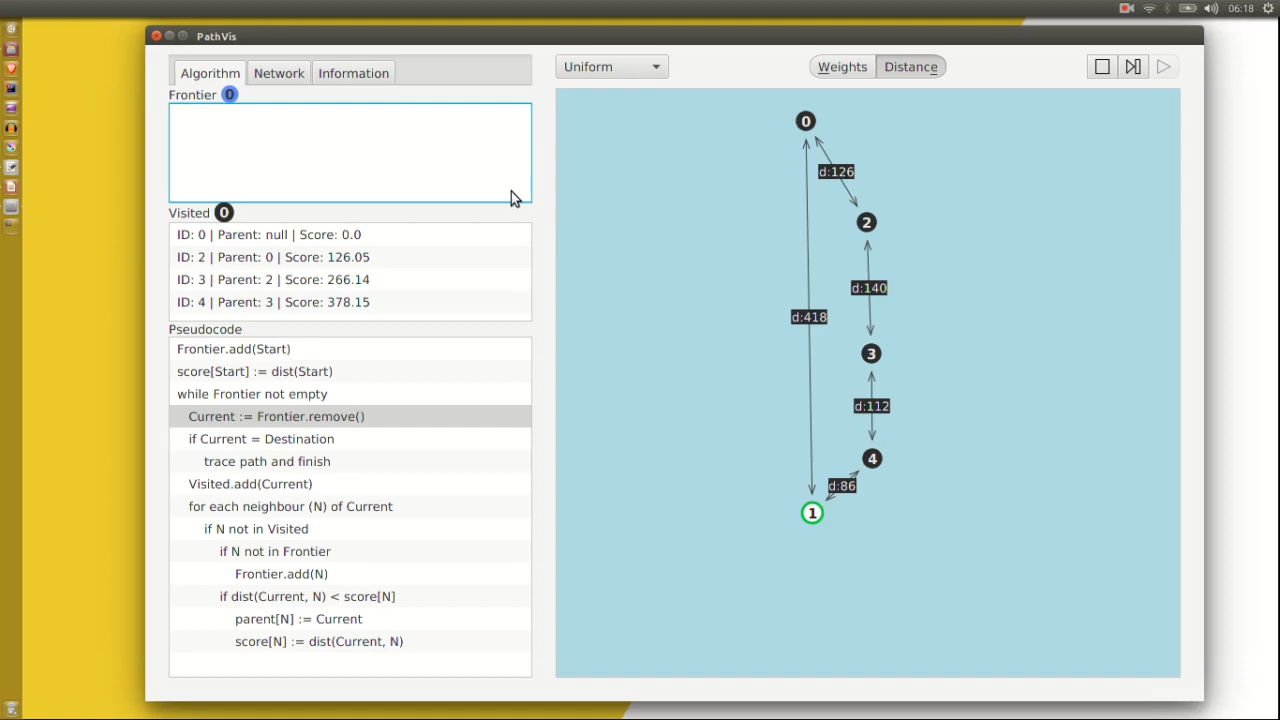 06:18
PathVis
Algorithm Network Information
Uniform
Weights Distance
Frontier 0
Visited 0
ID: 0 | Parent: null | Score: 0.0
ID: 2 | Parent: 0 | Score: 126.05
ID: 3 | Parent: 2 | Score: 266.14
ID: 4 | Parent: 3 | Score: 378.15
Pseudocode
Frontier.add(Start)
score[Start] := dist(Start)
while Frontier not empty
Current := Frontier.remove()
if Current = Destination
trace path and finish
Visited.add(Current)
for each neighbour (N) of Current
if N not in Visited
if N not in Frontier
Frontier.add(N)
if dist(Current, N) < score[N]
parent[N] := Current
score[N] := dist(Current, N)
0
d:126
2
d:140
d:418
3
d:112
4
d:86
1